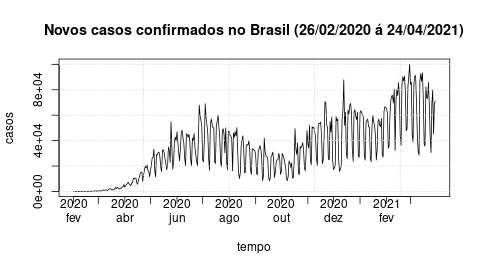 Novos casos confirmados no Brasil (26/02/2020 á 24/04/2021)
casos
0e+00
4e+04
8e+04
2020 2020 2020 2020 2020 2020 2021
fev abr jun ago out dez fev
tempo